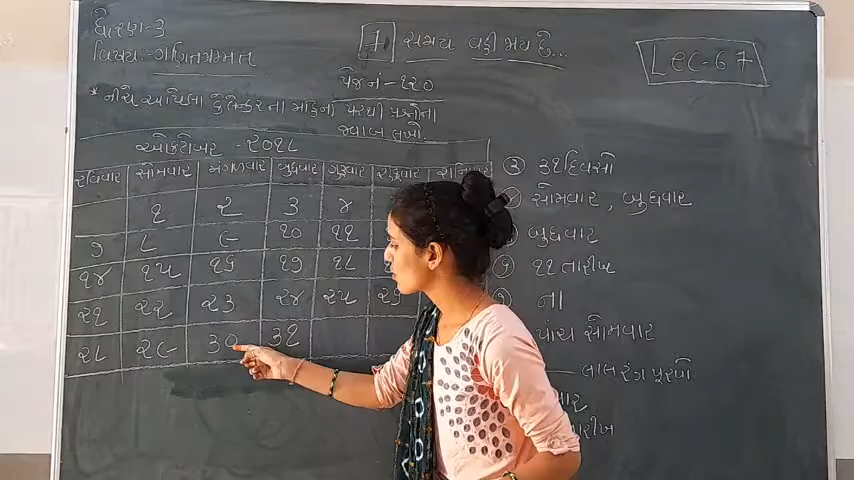 ધોરણ-૩
વિષય:-ગણિતગમ્મત
7 સમય વહી જાય છે...
Lec-67
પેજ નં -૧૨૦
* નીચે આપેલા કેલેન્ડરના મહિના પરથી પ્રશ્નોના
જવાબ લખો.
ઓક્ટોબર -૨૦૧૮
રવિવાર સોમવાર મંગળવાર બુધવાર ગુરુવાર શુક્રવાર શનિવાર
૧ ૨ ૩ ૪
૭ ૮ ૯ ૧૦ ૧૧
૧૪ ૧૫ ૧૬ ૧૭ ૧૮
૨૧ ૨૨ ૨૩ ૨૪ ૨૫
૨૮ ૨૯ ૩૦ ૩૧
૩૧ દિવસો
સોમવાર, બુધવાર
બુધવાર
૧૧ તારીખ
ના
પાંચ સોમવાર
લાલ રંગ પૂરવો